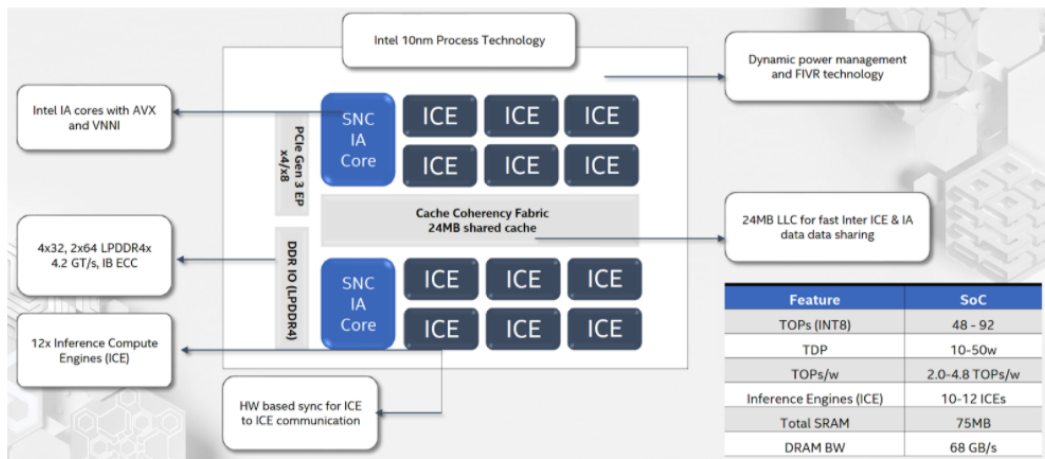 Intel 10nm Process Technology
Dynamic power management
and FIVR technology
Intel IA cores with AVX
and VNNI
SNC
IA
Core
ICE ICE ICE
ICE ICE ICE
PCIe Gen 3 EP
x4/x8
Cache Coherency Fabric
24MB shared cache
24MB LLC for fast Inter ICE & IA
data data sharing
4x32, 2x64 LPDDR4x
4.2 GT/s, IB ECC
DDR IO (LPDDR4)
SNC
IA
Core
ICE ICE ICE
ICE ICE ICE
12x Inference Compute
Engines (ICE)
HW based sync for ICE
to ICE communication
Feature SoC
TOPs (INT8) 48 - 92
TDP 10-50w
TOPs/w 2.0-4.8 TOPs/w
Inference Engines (ICE) 10-12 ICEs
Total SRAM 75MB
DRAM BW 68 GB/s